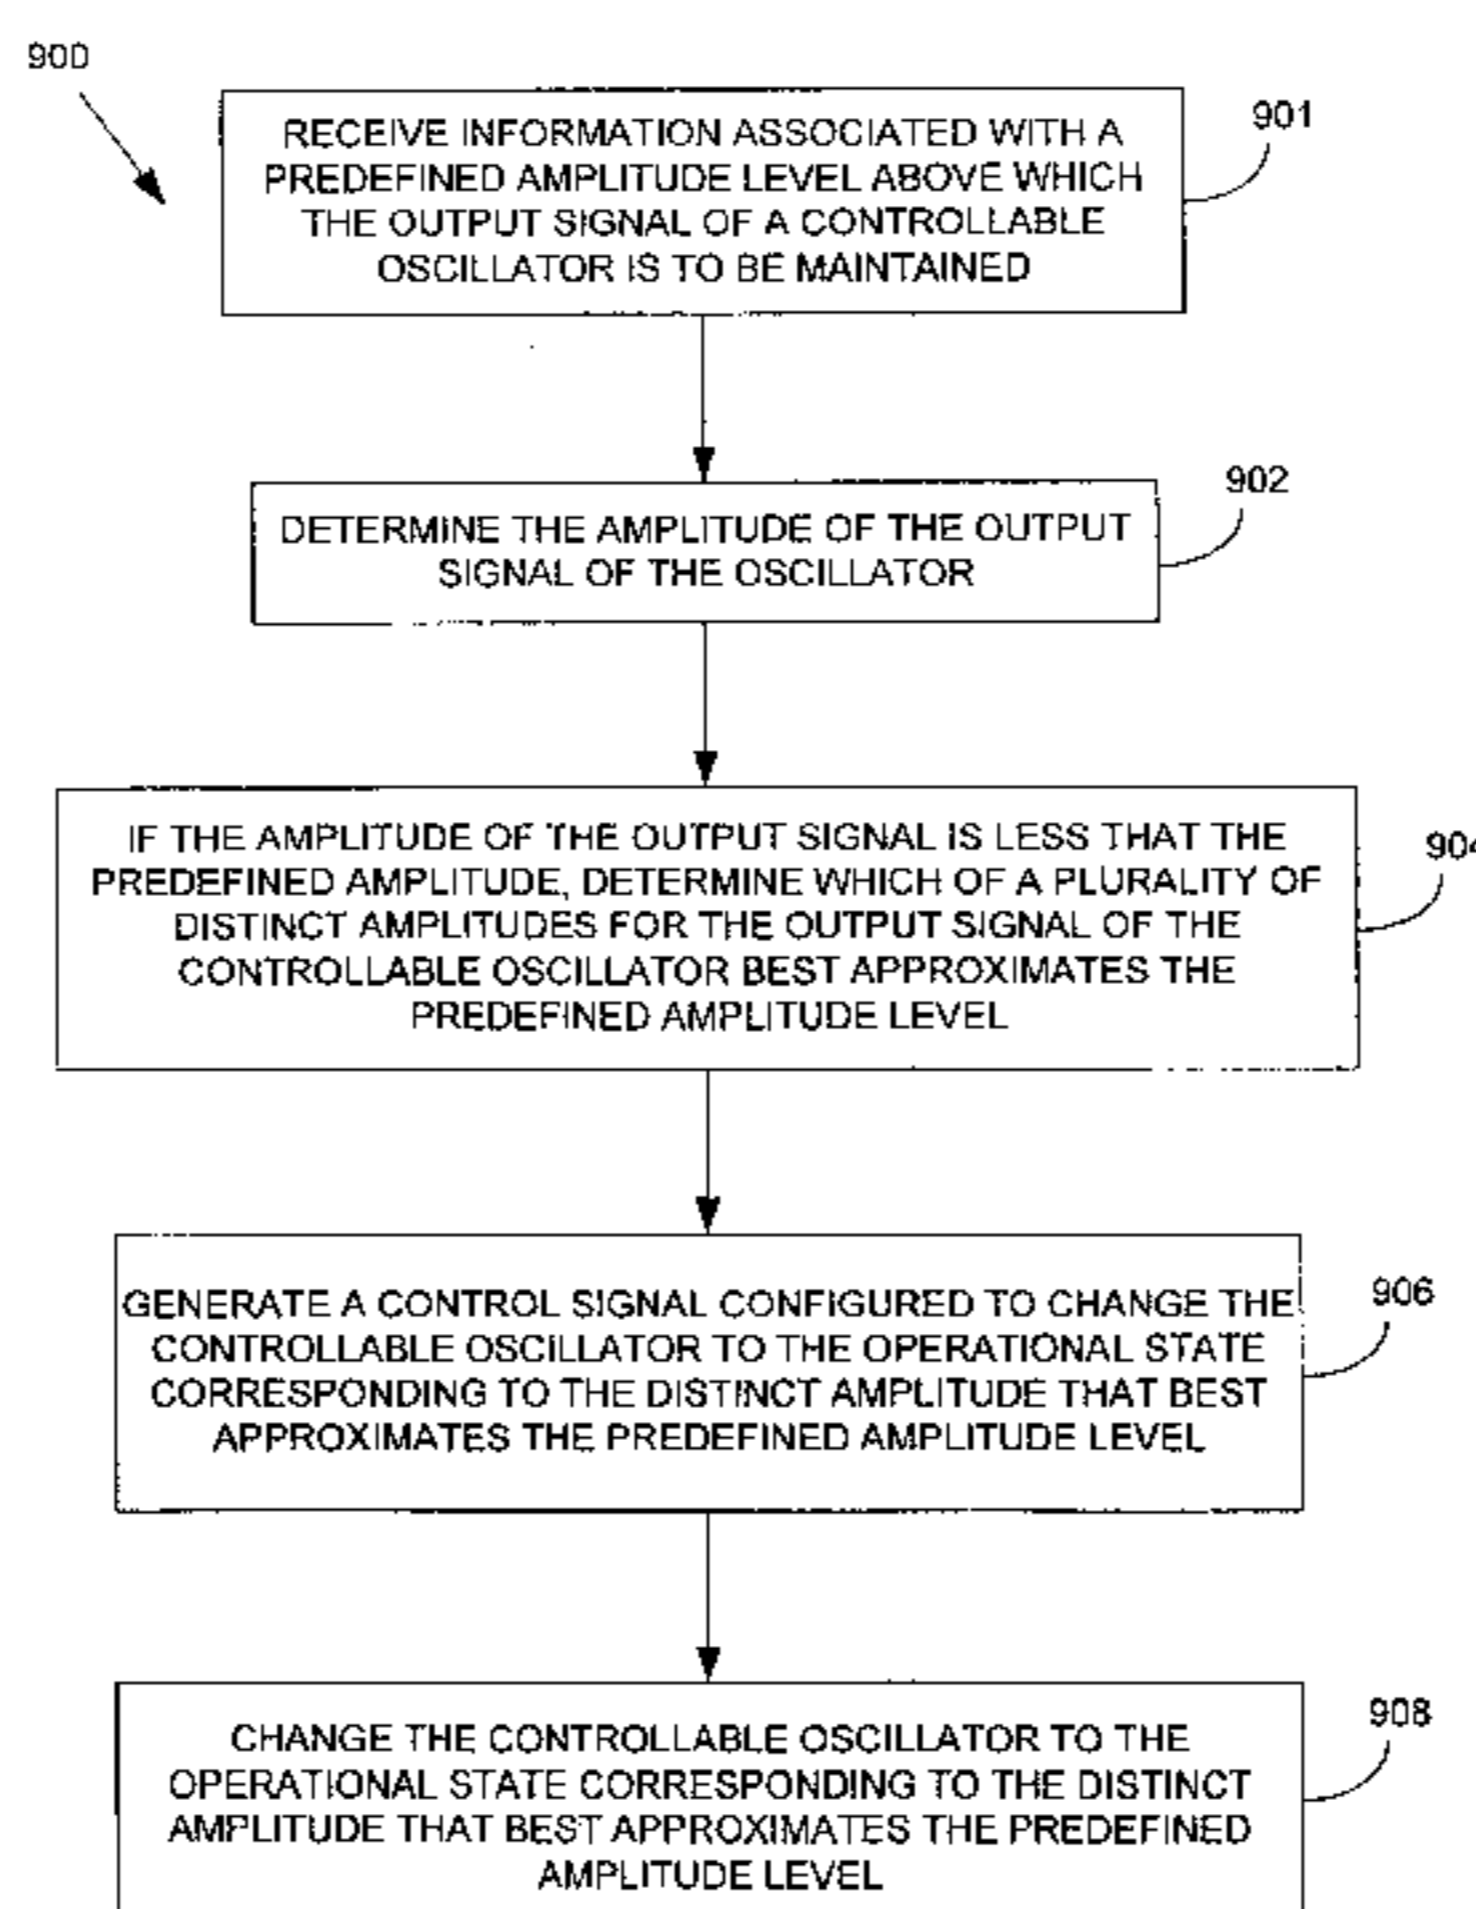 900
RECEIVE INFORMATION ASSOCIATED WITH A
PREDEFINED AMPLITUDE LEVEL ABOVE WHICH
THE OUTPUT SIGNAL OF A CONTROLLABLE
OSCILLATOR IS TO BE MAINTAINED
901
DETERMINE THE AMPLITUDE OF THE OUTPUT
SIGNAL OF THE OSCILLATOR
902
IF THE AMPLITUDE OF THE OUTPUT SIGNAL IS LESS THAT THE
PREDEFINED AMPLITUDE, DETERMINE WHICH OF A PLURALITY OF
DISTINCT AMPLITUDES FOR THE OUTPUT SIGNAL OF THE
CONTROLLABLE OSCILLATOR BEST APPROXIMATES THE
PREDEFINED AMPLITUDE LEVEL
904
GENERATE A CONTROL SIGNAL CONFIGURED TO CHANGE THE
CONTROLLABLE OSCILLATOR TO THE OPERATIONAL STATE
CORRESPONDING TO THE DISTINCT AMPLITUDE THAT BEST
APPROXIMATES THE PREDEFINED AMPLITUDE LEVEL
906
CHANGE THE CONTROLLABLE OSCILLATOR TO THE
OPERATIONAL STATE CORRESPONDING TO THE DISTINCT
AMPLITUDE THAT BEST APPROXIMATES THE PREDEFINED
AMPLITUDE LEVEL
908